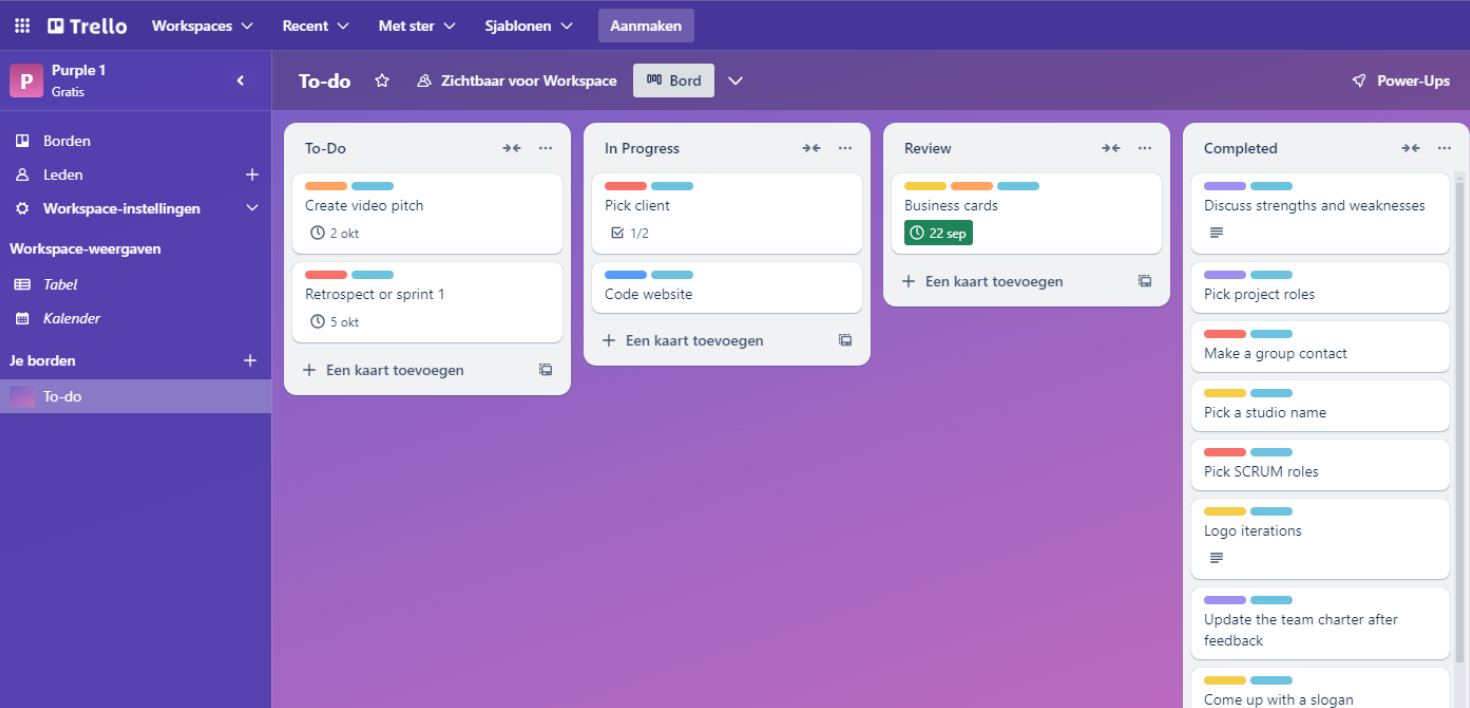 Trello
Workspaces
Recent
Met ster
Sjablonen
Aanmaken
P
Purple 1
Gratis
Borden
Leden
Workspace-instellingen
Workspace-weergaven
Tabel
Kalender
Je borden
To-do
To-do
Zichtbaar voor Workspace
Bord
Power-Ups
To-Do
Create video pitch
2 okt
Retrospect or sprint 1
5 okt
Een kaart toevoegen
In Progress
Pick client
1/2
Code website
Een kaart toevoegen
Review
Business cards
22 sep
Een kaart toevoegen
Completed
Discuss strengths and weaknesses
Pick project roles
Make a group contact
Pick a studio name
Pick SCRUM roles
Logo iterations
Update the team charter after
feedback
Come up with a slogan